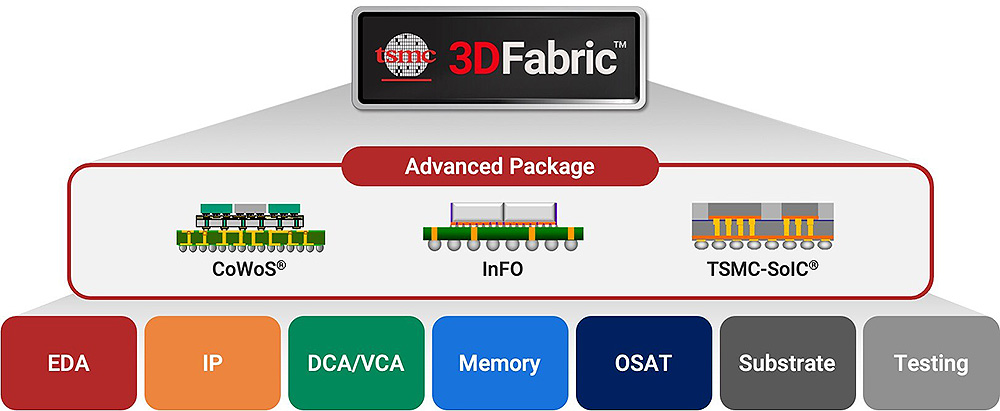 tsmc 3DFabric™
Advanced Package
CoWoS®
InFO
TSMC-SoIC®
EDA
IP
DCA/VCA
Memory
OSAT
Substrate
Testing